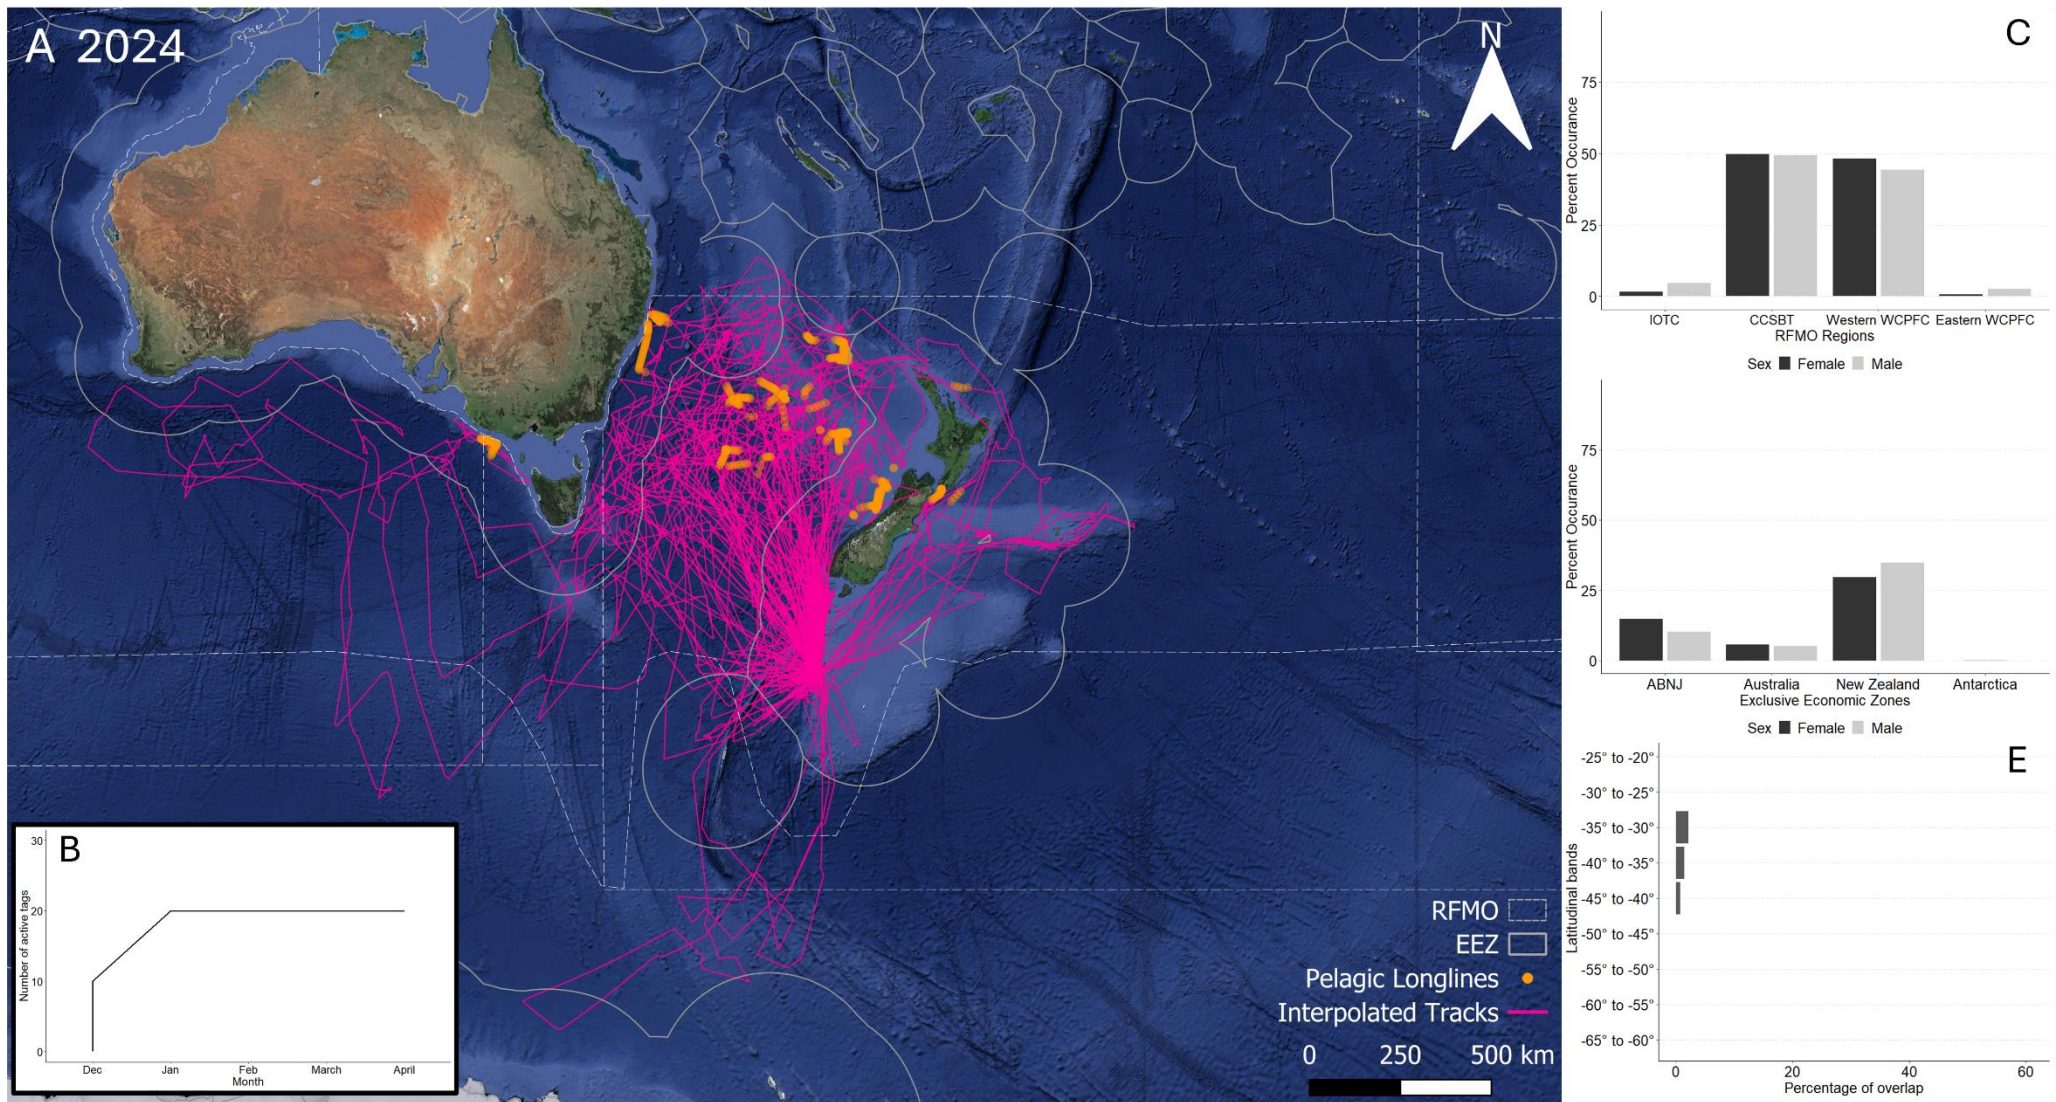 A 2024
N
RFMO
EEZ
Pelagic Longlines
Interpolated Tracks
0 250 500 km
B
Number of active tags
30
20
10
0
Dec Jan Feb March April
Month
C
Percent Occurance
75
50
25
0
IOTC CCSBT Western WCPFC Eastern WCPFC
RFMO Regions
Sex Female Male
Percent Occurance
75
50
25
0
ABNJ Australia New Zealand Antarctica
Exclusive Economic Zones
Sex Female Male
E
Latitudinal bands
-25° to -20°
-30° to -25°
-35° to -30°
-40° to -35°
-45° to -40°
-50° to -45°
-55° to -50°
-60° to -55°
-65° to -60°
0 20 40 60
Percentage of overlap